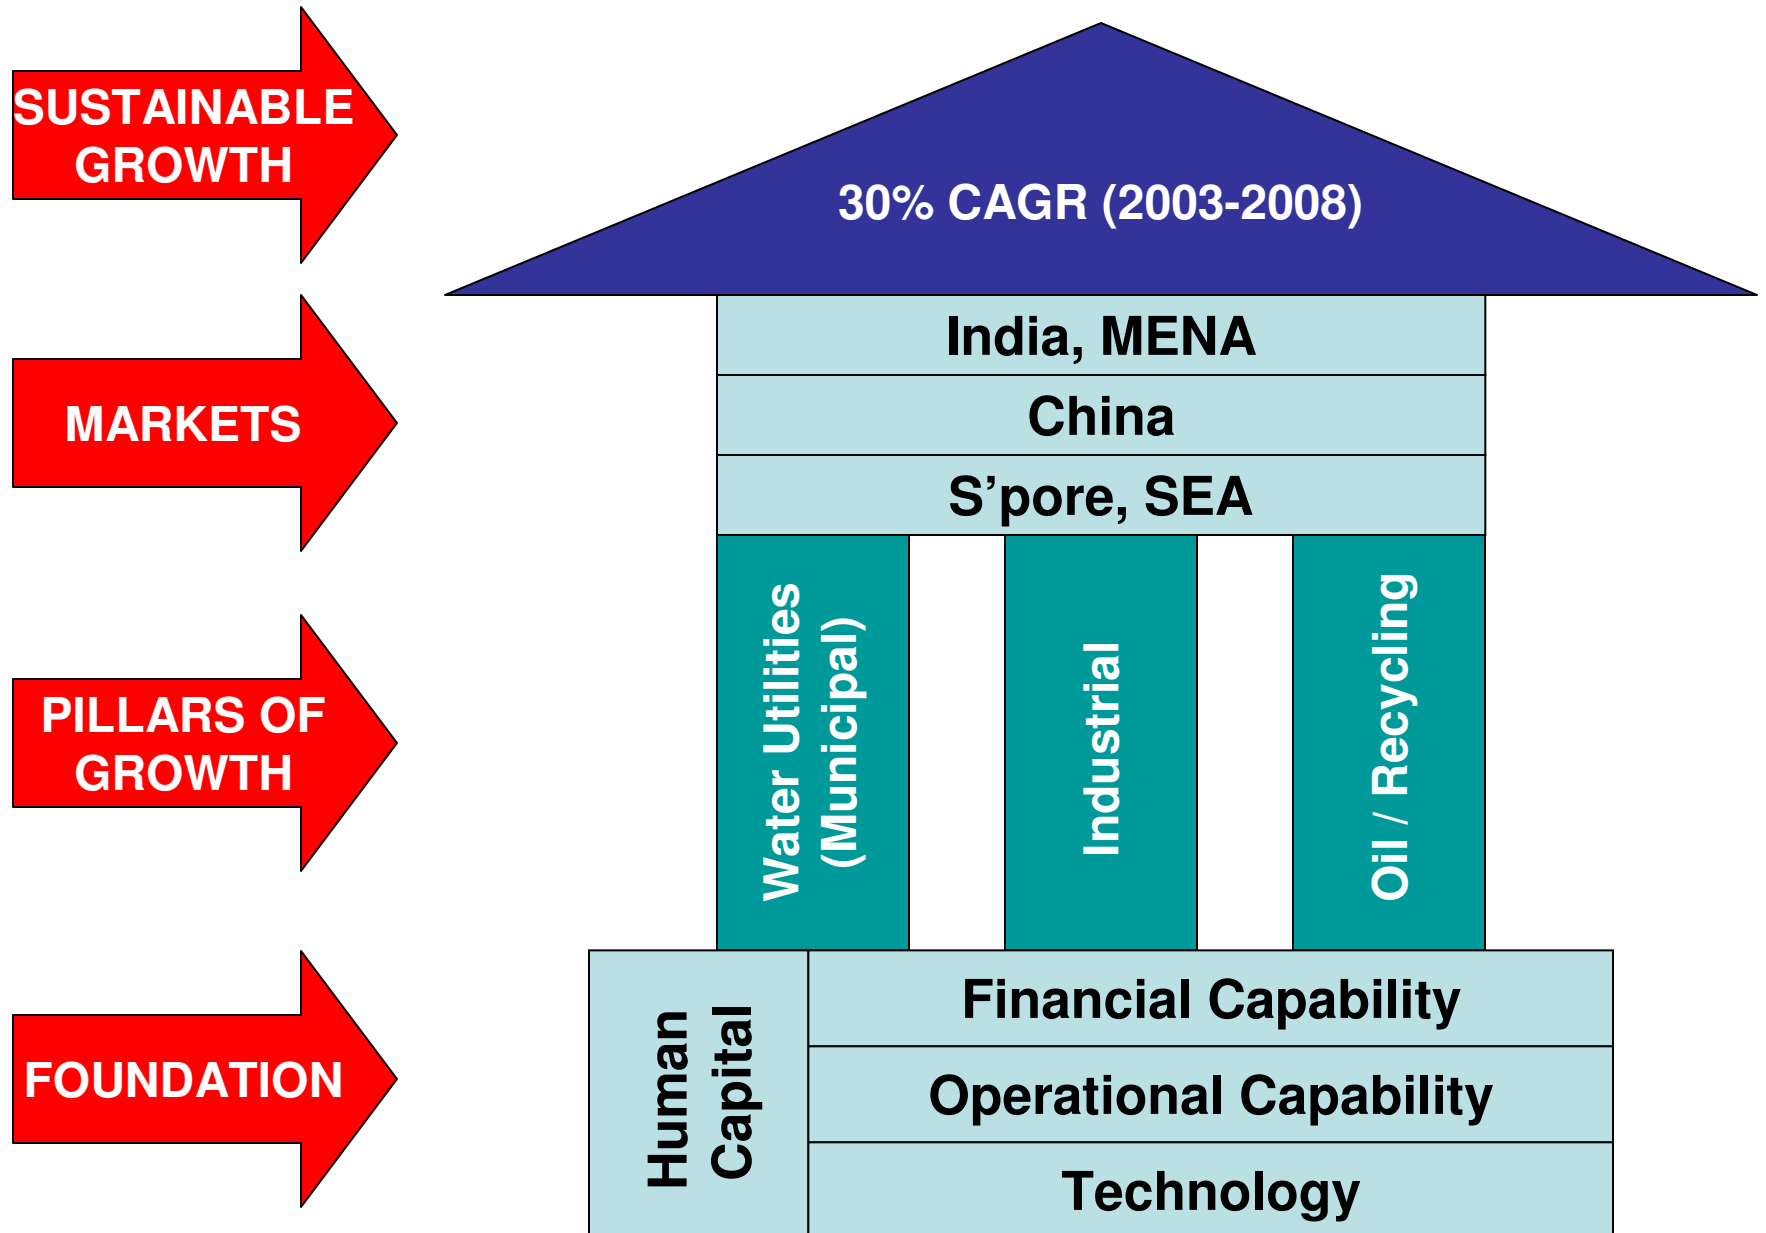 SUSTAINABLE
GROWTH
30% CAGR (2003-2008)
MARKETS
India, MENA
China
S’pore, SEA
PILLARS OF
GROWTH
Water Utilities
(Municipal)
Industrial
Oil / Recycling
FOUNDATION
Human
Capital
Financial Capability
Operational Capability
Technology